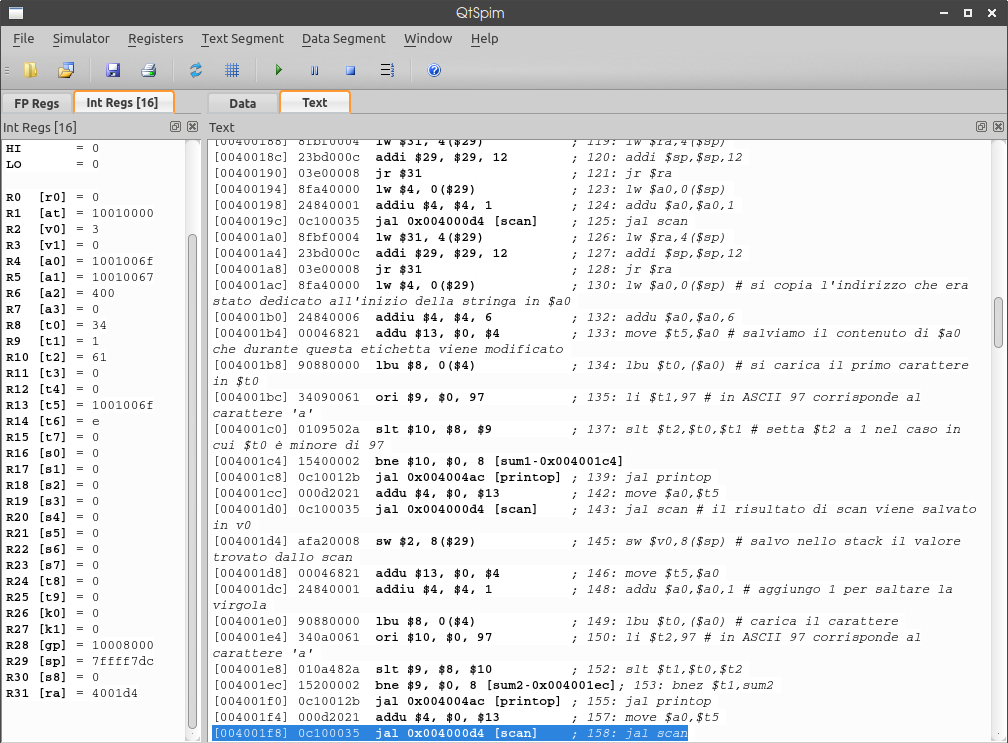 QtSpim
File Simulator Registers Text Segment Data Segment Window Help
FP Regs Int Regs [16] Data Text
Int Regs [16]
HI = 0
LO = 0
R0 [r0] = 0
R1 [at] = 10010000
R2 [v0] = 3
R3 [v1] = 0
R4 [a0] = 1001006f
R5 [a1] = 10010067
R6 [a2] = 400
R7 [a3] = 0
R8 [t0] = 34
R9 [t1] = 1
R10 [t2] = 61
R11 [t3] = 0
R12 [t4] = 0
R13 [t5] = 1001006f
R14 [t6] = e
R15 [t7] = 0
R16 [s0] = 0
R17 [s1] = 0
R18 [s2] = 0
R19 [s3] = 0
R20 [s4] = 0
R21 [s5] = 0
R22 [s6] = 0
R23 [s7] = 0
R24 [t8] = 0
R25 [t9] = 0
R26 [k0] = 0
R27 [k1] = 0
R28 [gp] = 10008000
R29 [sp] = 7ffff7dc
R30 [s8] = 0
R31 [ra] = 4001d4
Text
[00400188] 8fbf0004 lw $31, 4($29) ; 119: lw $ra,4($sp)
[0040018c] 23bd000c addi $29, $29, 12 ; 120: addi $sp,$sp,12
[00400190] 03e00008 jr $31 ; 121: jr $ra
[00400194] 8fa40000 lw $4, 0($29) ; 123: lw $a0,0($sp)
[00400198] 24840001 addiu $4, $4, 1 ; 124: addu $a0,$a0,1
[0040019c] 0c100035 jal 0x004000d4 [scan] ; 125: jal scan
[004001a0] 8fbf0004 lw $31, 4($29) ; 126: lw $ra,4($sp)
[004001a4] 23bd000c addi $29, $29, 12 ; 127: addi $sp,$sp,12
[004001a8] 03e00008 jr $31 ; 128: jr $ra
[004001ac] 8fa40000 lw $4, 0($29) ; 130: lw $a0,0($sp) # si copia l'indirizzo che era
stato dedicato all'inizio della stringa in $a0
[004001b0] 24840006 addiu $4, $4, 6 ; 132: addu $a0,$a0,6
[004001b4] 00046821 addu $13, $0, $4 ; 133: move $t5,$a0 # salviamo il contenuto di $a0
che durante questa etichetta viene modificato
[004001b8] 90880000 lbu $8, 0($4) ; 134: lbu $t0,($a0) # si carica il primo carattere
in $t0
[004001bc] 34090061 ori $9, $0, 97 ; 135: li $t1,97 # in ASCII 97 corrisponde al
carattere 'a'
[004001c0] 0109502a slt $10, $8, $9 ; 137: slt $t2,$t0,$t1 # setta $t2 a 1 nel caso in
cui $t0 è minore di 97
[004001c4] 15400002 bne $10, $0, 8 [sum1-0x004001c4]
[004001c8] 0c10012b jal 0x004004ac [printop] ; 139: jal printop
[004001cc] 000d2021 addu $4, $0, $13 ; 142: move $a0,$t5
[004001d0] 0c100035 jal 0x004000d4 [scan] ; 143: jal scan # il risultato di scan viene salvato
in v0
[004001d4] afa20008 sw $2, 8($29) ; 145: sw $v0,8($sp) # salvo nello stack il valore
trovato dallo scan
[004001d8] 00046821 addu $13, $0, $4 ; 146: move $t5,$a0
[004001dc] 24840001 addiu $4, $4, 1 ; 148: addu $a0,$a0,1 # aggiungo 1 per saltare la
virgola
[004001e0] 90880000 lbu $8, 0($4) ; 149: lbu $t0,($a0) # carica il carattere
[004001e4] 340a0061 ori $10, $0, 97 ; 150: li $t2,97 # in ASCII 97 corrisponde al
carattere 'a'
[004001e8] 010a482a slt $9, $8, $10 ; 152: slt $t1,$t0,$t2
[004001ec] 15200002 bne $9, $0, 8 [sum2-0x004001ec]; 153: bnez $t1,sum2
[004001f0] 0c10012b jal 0x004004ac [printop] ; 155: jal printop
[004001f4] 000d2021 addu $4, $0, $13 ; 157: move $a0,$t5
[004001f8] 0c100035 jal 0x004000d4 [scan] ; 158: jal scan